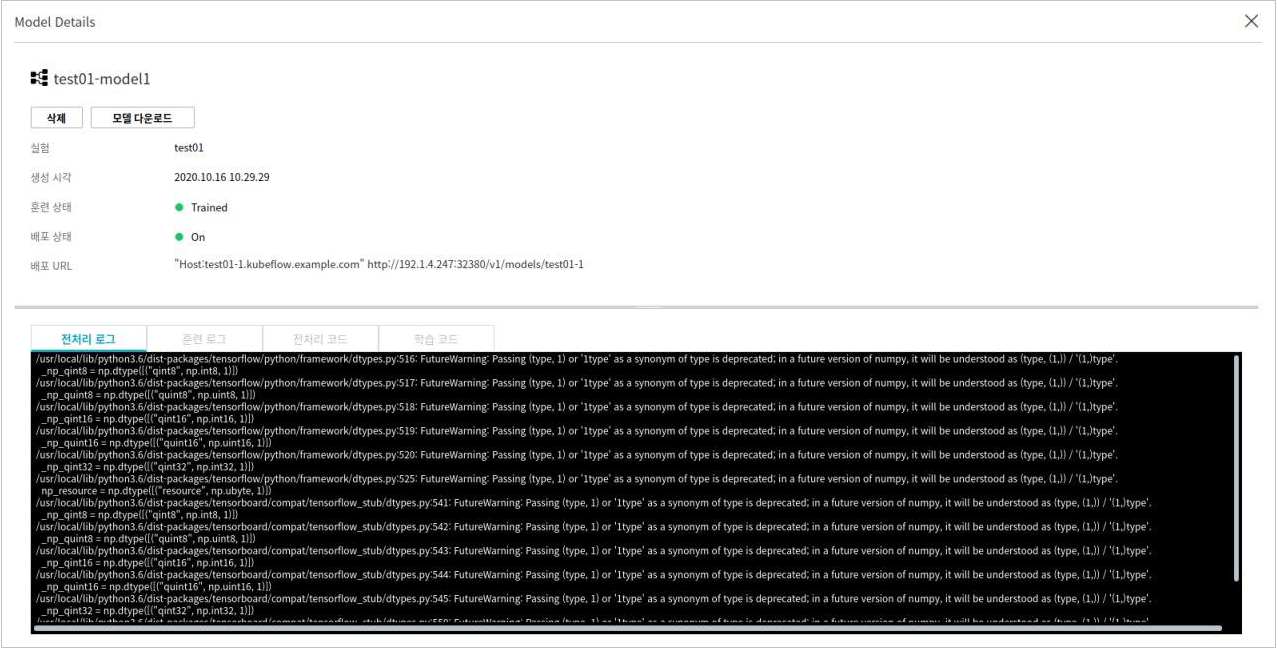 Model Details
test01-model1
삭제 모델 다운로드
실험 test01
생성 시각 2020.10.16 10.29.29
훈련 상태 Trained
배포 상태 On
배포 URL "Host:test01-1.kubeflow.example.com" http://192.1.4.247:32380/v1/models/test01-1
전처리 로그 훈련 로그 전처리 코드 학습 코드
/usr/local/lib/python3.6/dist-packages/tensorflow/python/framework/dtypes.py:516: FutureWarning: Passing (type, 1) or '1type' as a synonym of type is deprecated; in a future version of numpy, it will be understood as (type, (1,)) / '(1,)type'.
_np_qint8 = np.dtype([("qint8", np.int8, 1)])
/usr/local/lib/python3.6/dist-packages/tensorflow/python/framework/dtypes.py:517: FutureWarning: Passing (type, 1) or '1type' as a synonym of type is deprecated; in a future version of numpy, it will be understood as (type, (1,)) / '(1,)type'.
_np_quint8 = np.dtype([("quint8", np.uint8, 1)])
/usr/local/lib/python3.6/dist-packages/tensorflow/python/framework/dtypes.py:518: FutureWarning: Passing (type, 1) or '1type' as a synonym of type is deprecated; in a future version of numpy, it will be understood as (type, (1,)) / '(1,)type'.
_np_qint16 = np.dtype([("qint16", np.int16, 1)])
/usr/local/lib/python3.6/dist-packages/tensorflow/python/framework/dtypes.py:519: FutureWarning: Passing (type, 1) or '1type' as a synonym of type is deprecated; in a future version of numpy, it will be understood as (type, (1,)) / '(1,)type'.
_np_quint16 = np.dtype([("quint16", np.uint16, 1)])
/usr/local/lib/python3.6/dist-packages/tensorflow/python/framework/dtypes.py:520: FutureWarning: Passing (type, 1) or '1type' as a synonym of type is deprecated; in a future version of numpy, it will be understood as (type, (1,)) / '(1,)type'.
_np_qint32 = np.dtype([("qint32", np.int32, 1)])
/usr/local/lib/python3.6/dist-packages/tensorflow/python/framework/dtypes.py:525: FutureWarning: Passing (type, 1) or '1type' as a synonym of type is deprecated; in a future version of numpy, it will be understood as (type, (1,)) / '(1,)type'.
np_resource = np.dtype([("resource", np.ubyte, 1)])
/usr/local/lib/python3.6/dist-packages/tensorboard/compat/tensorflow_stub/dtypes.py:541: FutureWarning: Passing (type, 1) or '1type' as a synonym of type is deprecated; in a future version of numpy, it will be understood as (type, (1,)) / '(1,)type'.
_np_qint8 = np.dtype([("qint8", np.int8, 1)])
/usr/local/lib/python3.6/dist-packages/tensorboard/compat/tensorflow_stub/dtypes.py:542: FutureWarning: Passing (type, 1) or '1type' as a synonym of type is deprecated; in a future version of numpy, it will be understood as (type, (1,)) / '(1,)type'.
_np_quint8 = np.dtype([("quint8", np.uint8, 1)])
/usr/local/lib/python3.6/dist-packages/tensorboard/compat/tensorflow_stub/dtypes.py:543: FutureWarning: Passing (type, 1) or '1type' as a synonym of type is deprecated; in a future version of numpy, it will be understood as (type, (1,)) / '(1,)type'.
_np_qint16 = np.dtype([("qint16", np.int16, 1)])
/usr/local/lib/python3.6/dist-packages/tensorboard/compat/tensorflow_stub/dtypes.py:544: FutureWarning: Passing (type, 1) or '1type' as a synonym of type is deprecated; in a future version of numpy, it will be understood as (type, (1,)) / '(1,)type'.
_np_quint16 = np.dtype([("quint16", np.uint16, 1)])
/usr/local/lib/python3.6/dist-packages/tensorboard/compat/tensorflow_stub/dtypes.py:545: FutureWarning: Passing (type, 1) or '1type' as a synonym of type is deprecated; in a future version of numpy, it will be understood as (type, (1,)) / '(1,)type'.
_np_qint32 = np.dtype([("qint32", np.int32, 1)])